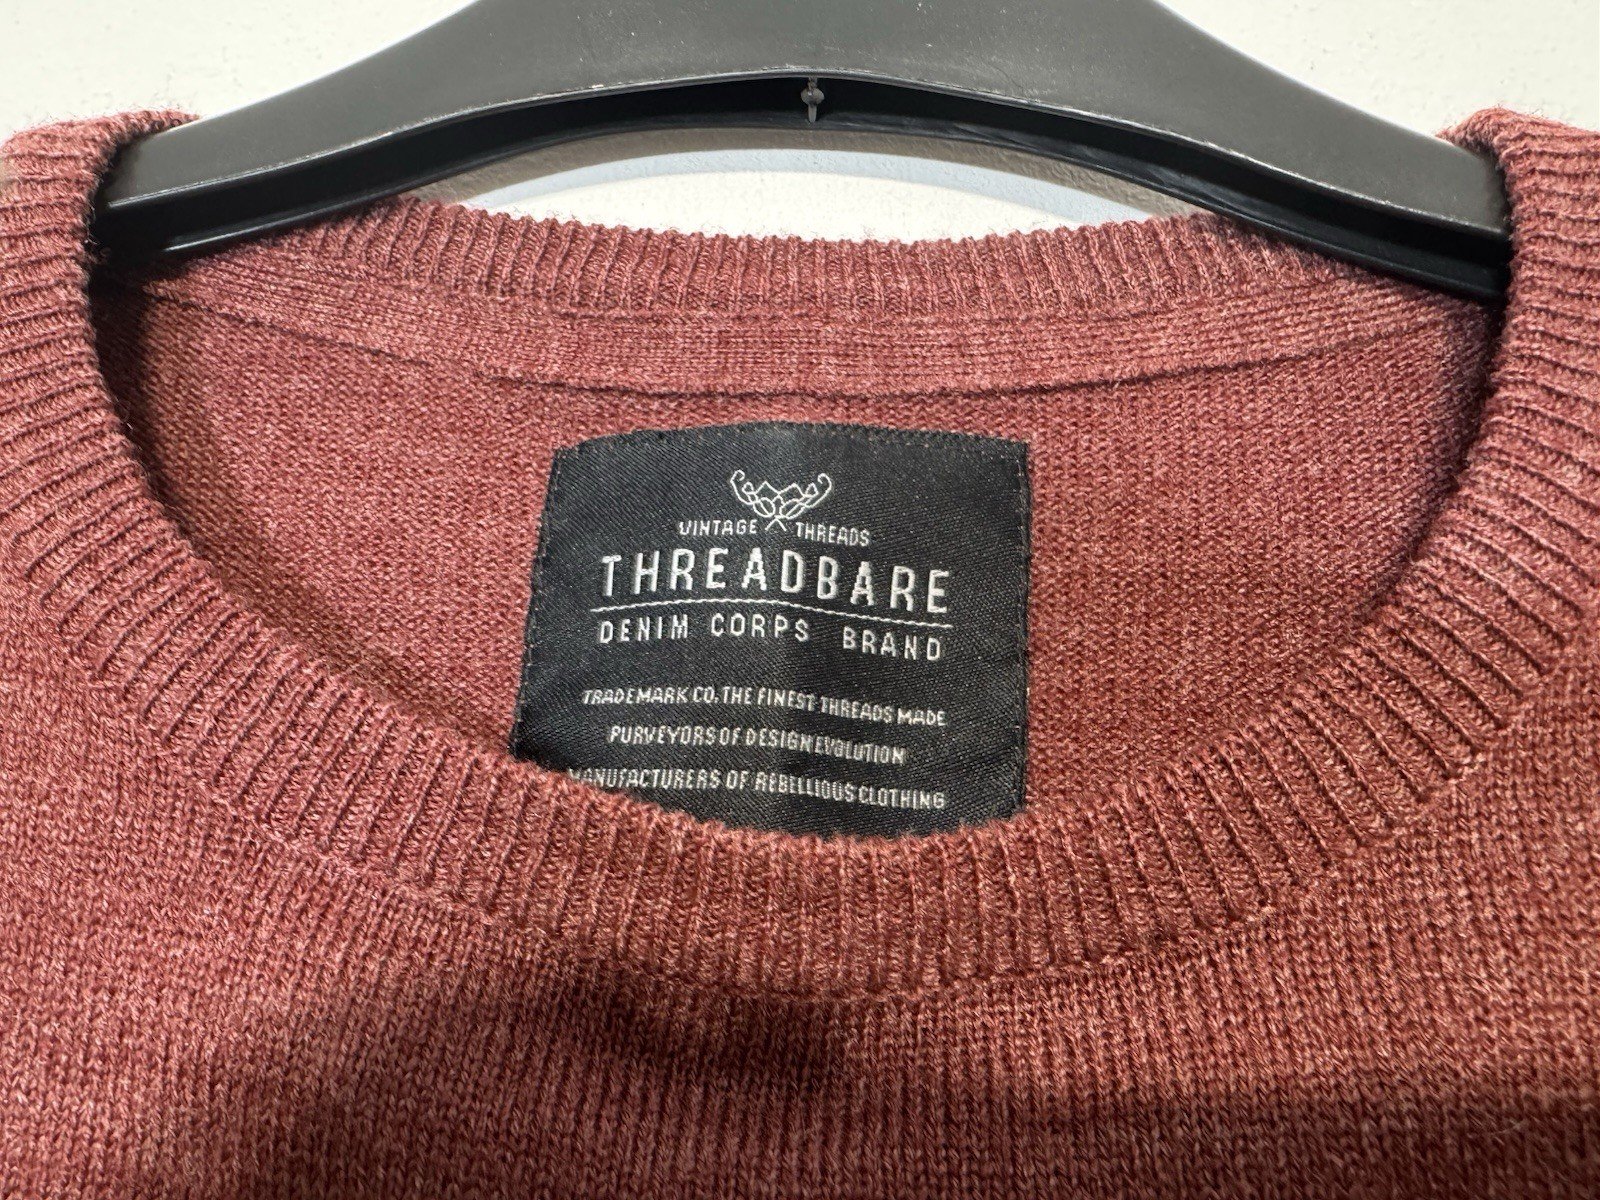 VINTAGE THREADS
THREADBARE
DENIM CORPS BRAND
TRADEMARK CO. THE FINEST THREADS MADE
PURVEYORS OF DESIGN EVOLUTION
MANUFACTURERS OF REBELLIOUS CLOTHING